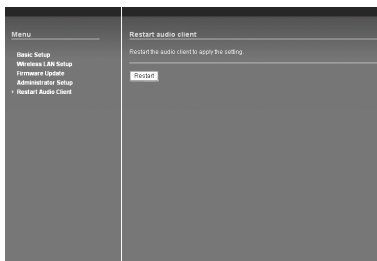 Menu
Basic Setup
Wireless LAN Setup
Firmware Update
Administrator Setup
Restart Audio Client
Restart audio client
Restart the audio client to apply the setting.
Restart